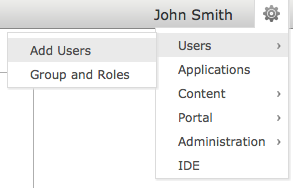 John Smith
Users
Add Users
Group and Roles
Applications
Content
Portal
Administration
IDE